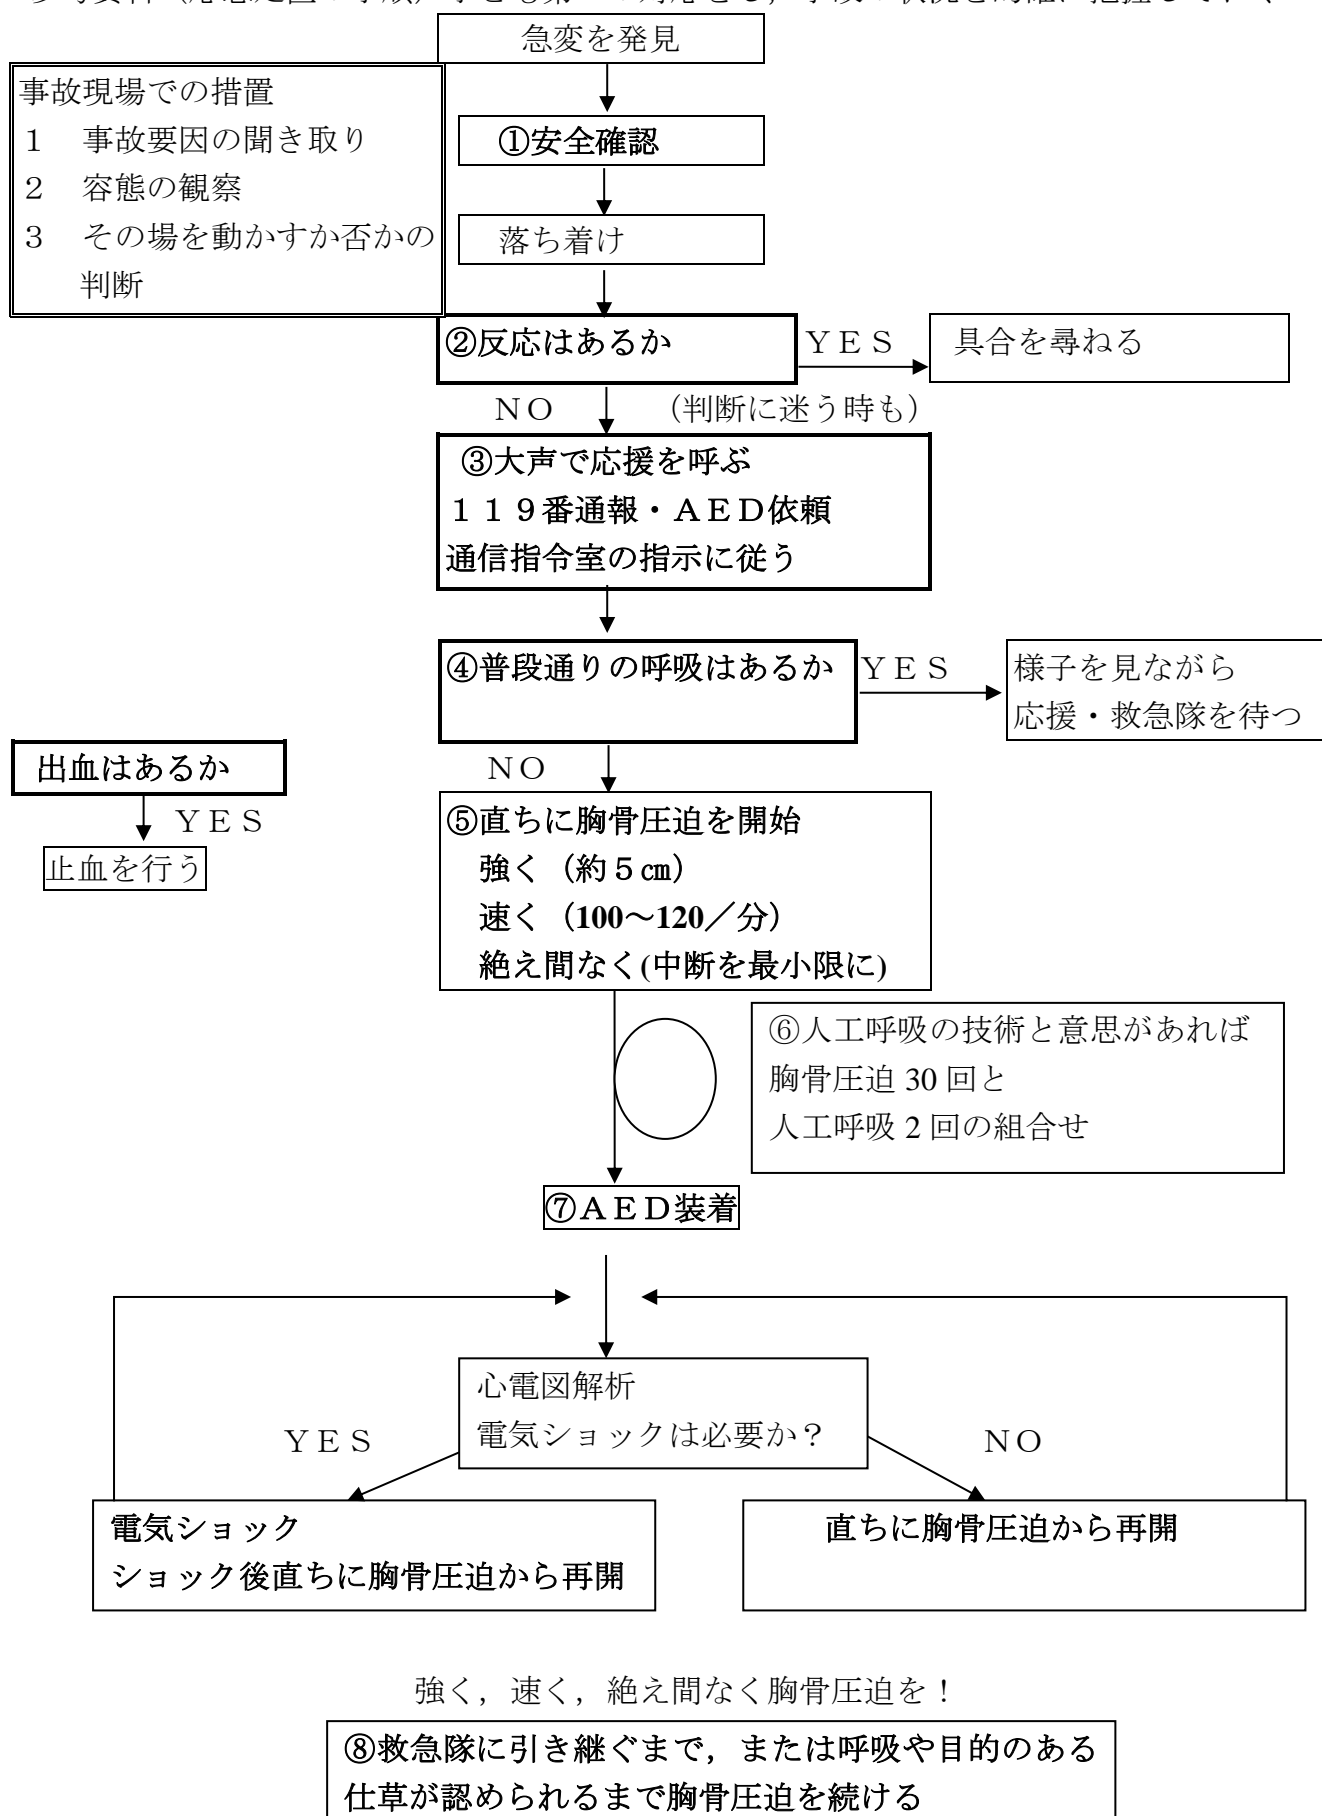 急変を発見
事故現場での措置
１　事故要因の聞き取り
２　容態の観察
３　その場を動かすか否かの
判断
①安全確認
落ち着け
②反応はあるか
ＹＥＳ
具合を尋ねる
ＮＯ
（判断に迷う時も）
③大声で応援を呼ぶ
１１９番通報・ＡＥＤ依頼
通信指令室の指示に従う
④普段通りの呼吸はあるか
ＹＥＳ
様子を見ながら
応援・救急隊を待つ
出血はあるか
ＹＥＳ
止血を行う
ＮＯ
⑤直ちに胸骨圧迫を開始
強く（約５㎝）
速く（100～120／分）
絶え間なく(中断を最小限に)
⑥人工呼吸の技術と意思があれば
胸骨圧迫 30 回と
人工呼吸 2 回の組合せ
⑦ＡＥＤ装着
心電図解析
電気ショックは必要か？
ＹＥＳ
ＮＯ
電気ショック
ショック後直ちに胸骨圧迫から再開
直ちに胸骨圧迫から再開
強く，速く，絶え間なく胸骨圧迫を！
⑧救急隊に引き継ぐまで，または呼吸や目的のある
仕草が認められるまで胸骨圧迫を続ける